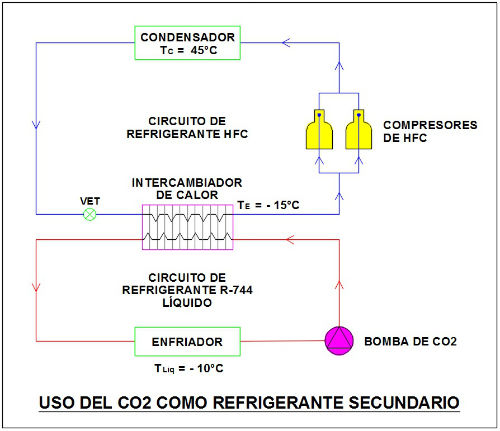 CONDENSADOR
Tc = 45°C
CIRCUITO DE
REFRIGERANTE HFC
COMPRESORES
DE HFC
INTERCAMBIADOR
DE CALOR
VET
TE = - 15°C
CIRCUITO DE
REFRIGERANTE R-744
LÍQUIDO
ENFRIADOR
BOMBA DE CO2
TLiq = - 10°C
USO DEL CO2 COMO REFRIGERANTE SECUNDARIO